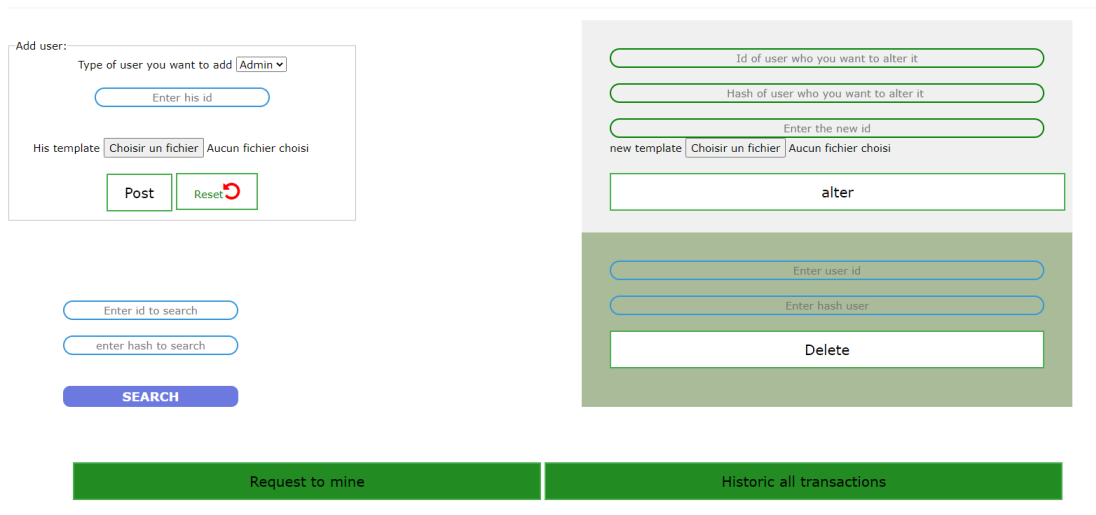 Add user:
Type of user you want to add Admin
Enter his id
His template Choisir un fichier Aucun fichier choisi
Post Reset
Enter id to search
enter hash to search
SEARCH
Id of user who you want to alter it
Hash of user who you want to alter it
Enter the new id
new template Choisir un fichier Aucun fichier choisi
alter
Enter user id
Enter hash user
Delete
Request to mine Historic all transactions